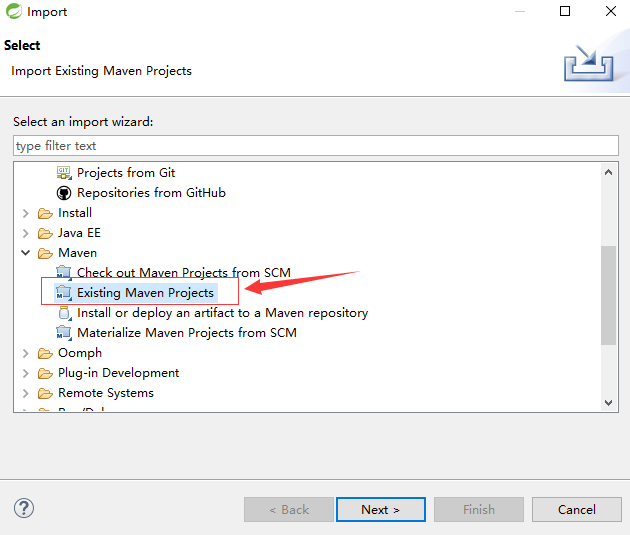 Import
Select
Import Existing Maven Projects
Select an import wizard:
type filter text
GIT
Projects from Git
Repositories from GitHub
Install
Java EE
Maven
Check out Maven Projects from SCM
Existing Maven Projects
Install or deploy an artifact to a Maven repository
Materialize Maven Projects from SCM
Oomph
Plug-in Development
Remote Systems
?
< Back
Next >
Finish
Cancel